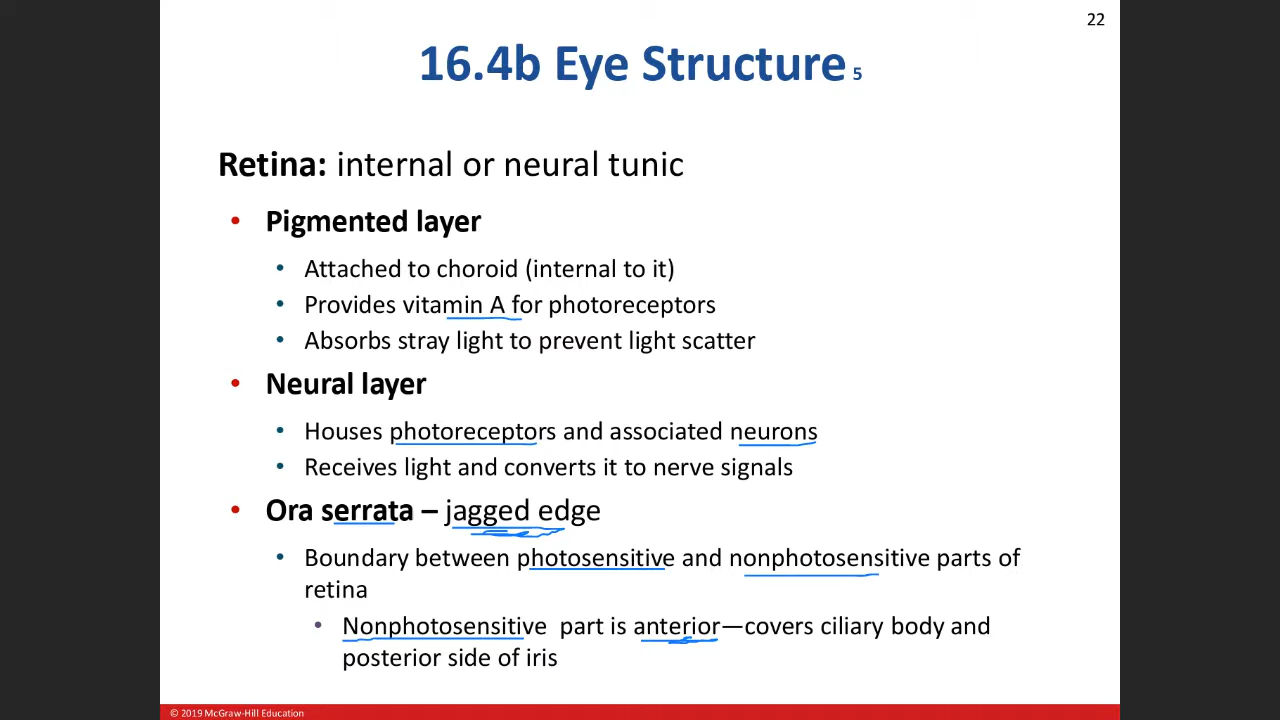 22
16.4b Eye Structure 5
Retina: internal or neural tunic
• Pigmented layer
• Attached to choroid (internal to it)
• Provides vitamin A for photoreceptors
• Absorbs stray light to prevent light scatter
• Neural layer
• Houses photoreceptors and associated neurons
• Receives light and converts it to nerve signals
• Ora serrata – jagged edge
• Boundary between photosensitive and nonphotosensitive parts of
retina
• Nonphotosensitive part is anterior—covers ciliary body and
posterior side of iris
© 2019 McGraw-Hill Education